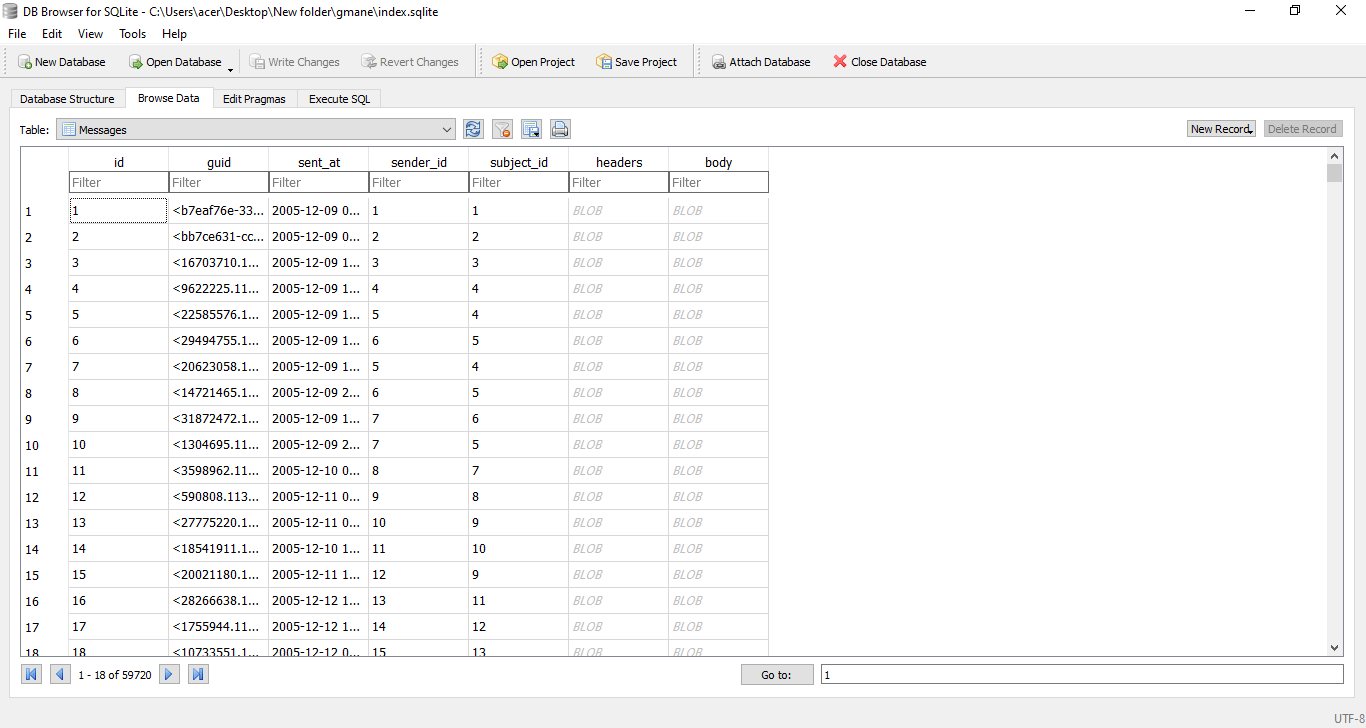 DB Browser for SQLite - C:\Users\acer\Desktop\New folder\gmane\index.sqlite
File Edit View Tools Help
New Database Open Database Write Changes Revert Changes Open Project Save Project Attach Database Close Database
Database Structure Browse Data Edit Pragmas Execute SQL
Table: Messages New Record Delete Record
id guid sent_at sender_id subject_id headers body
Filter Filter Filter Filter Filter Filter Filter
1 1 <b7eaf76e-33... 2005-12-09 0... 1 1 BLOB BLOB
2 2 <bb7ce631-cc... 2005-12-09 0... 2 2 BLOB BLOB
3 3 <16703710.1... 2005-12-09 1... 3 3 BLOB BLOB
4 4 <9622225.11... 2005-12-09 1... 4 4 BLOB BLOB
5 5 <22585576.1... 2005-12-09 1... 5 4 BLOB BLOB
6 6 <29494755.1... 2005-12-09 1... 6 5 BLOB BLOB
7 7 <20623058.1... 2005-12-09 1... 5 4 BLOB BLOB
8 8 <14721465.1... 2005-12-09 2... 6 5 BLOB BLOB
9 9 <31872472.1... 2005-12-09 1... 7 6 BLOB BLOB
10 10 <1304695.11... 2005-12-09 2... 7 5 BLOB BLOB
11 11 <3598962.11... 2005-12-10 0... 8 7 BLOB BLOB
12 12 <590808.113... 2005-12-11 0... 9 8 BLOB BLOB
13 13 <27775220.1... 2005-12-11 0... 10 9 BLOB BLOB
14 14 <18541911.1... 2005-12-10 1... 11 10 BLOB BLOB
15 15 <20021180.1... 2005-12-11 1... 12 9 BLOB BLOB
16 16 <28266638.1... 2005-12-12 1... 13 11 BLOB BLOB
17 17 <1755944.11... 2005-12-12 1... 14 12 BLOB BLOB
18 18 <10733551.1... 2005-12-12 0... 15 13 BLOB BLOB
1 - 18 of 59720 Go to: 1
UTF-8